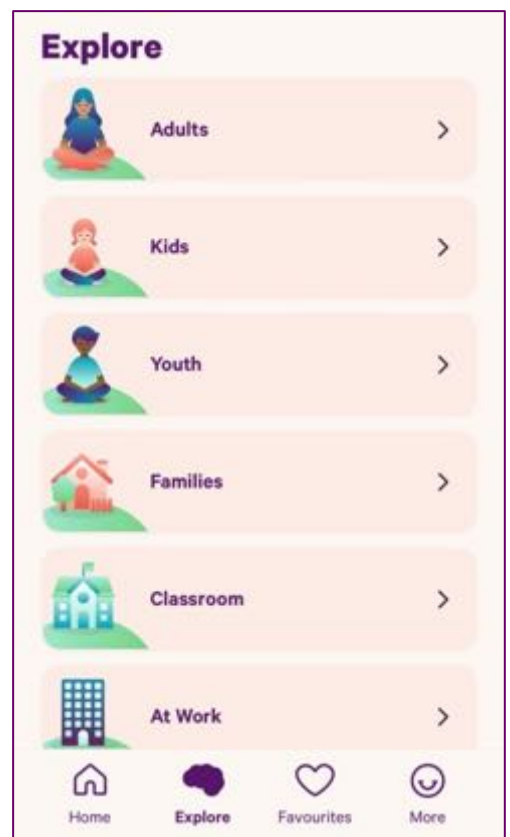 Explore
Adults
Kids
Youth
Families
Classroom
At Work
Home Explore Favourites More